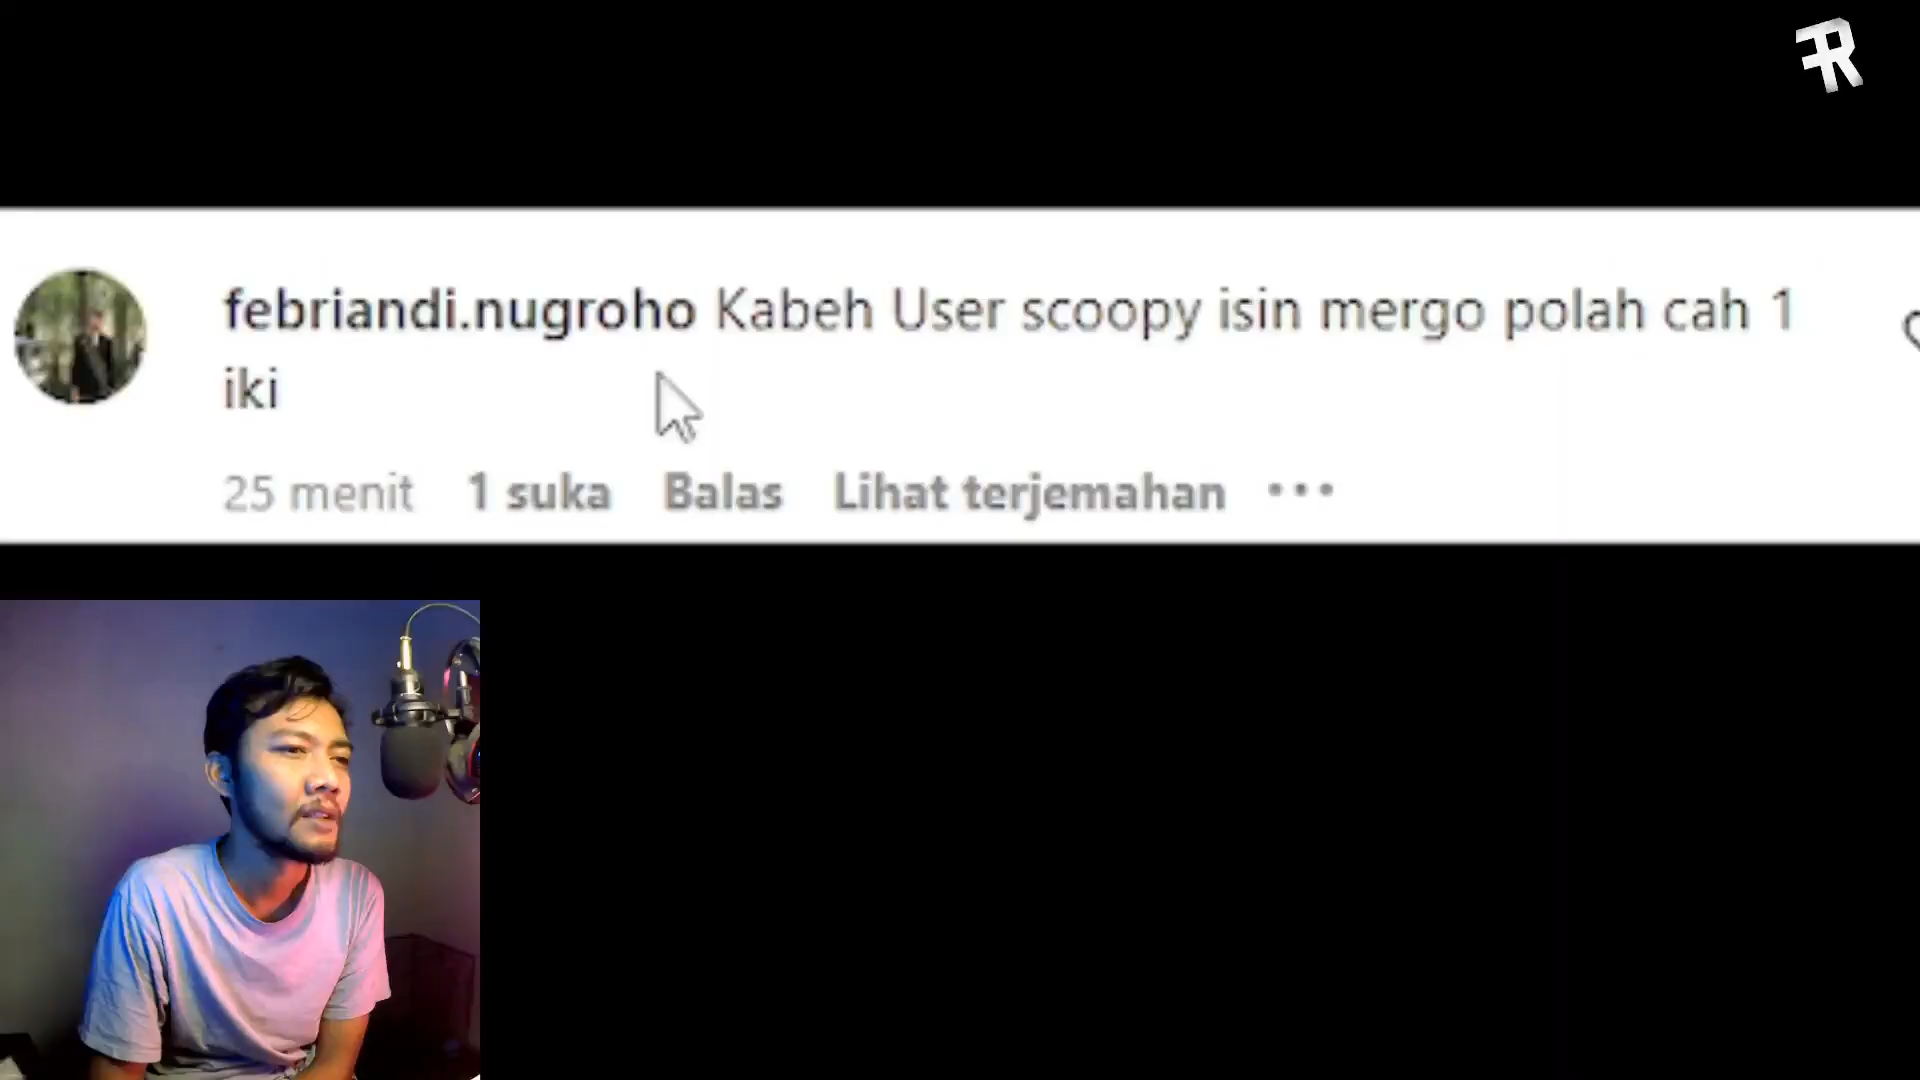 febriandi.nugroho Kabeh User scoopy isin mergo polah cah 1
iki
25 menit 1 suka Balas Lihat terjemahan •••